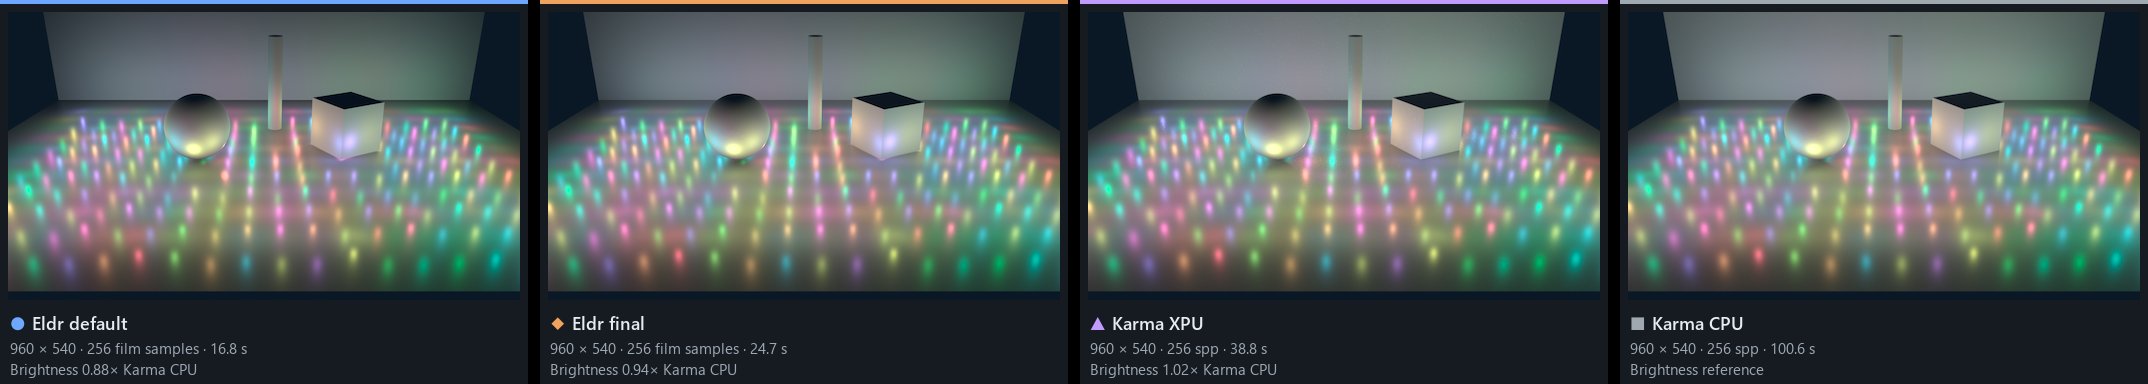 Eldr default
960 × 540 · 256 film samples · 16.8 s
Brightness 0.88× Karma CPU
Eldr final
960 × 540 · 256 film samples · 24.7 s
Brightness 0.94× Karma CPU
Karma XPU
960 × 540 · 256 spp · 38.8 s
Brightness 1.02× Karma CPU
Karma CPU
960 × 540 · 256 spp · 100.6 s
Brightness reference